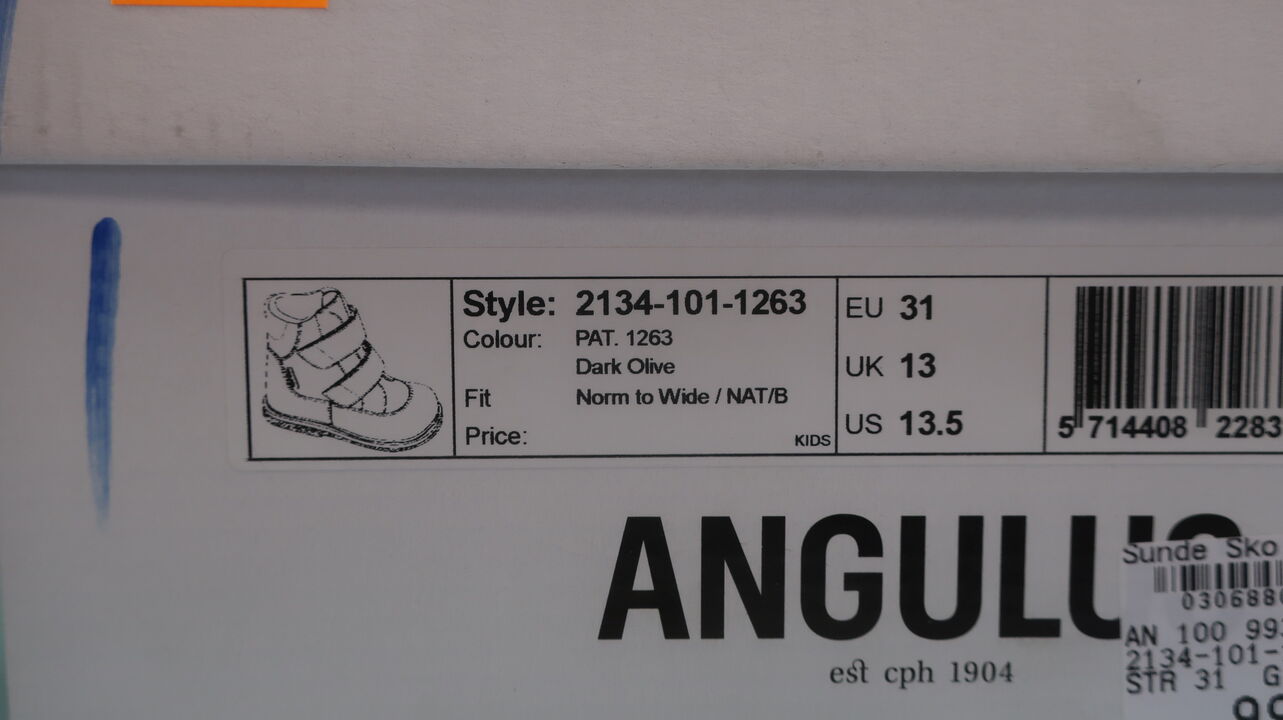 Style: 2134-101-1263
Colour: PAT. 1263
Dark Olive
Fit Norm to Wide / NAT/B
Price:
KIDS
EU 31
UK 13
US 13.5
5 714408 2283
ANGULUS
est cph 1904
Sunde Sko
030688
AN 100 99
2134-101-
STR 31 G